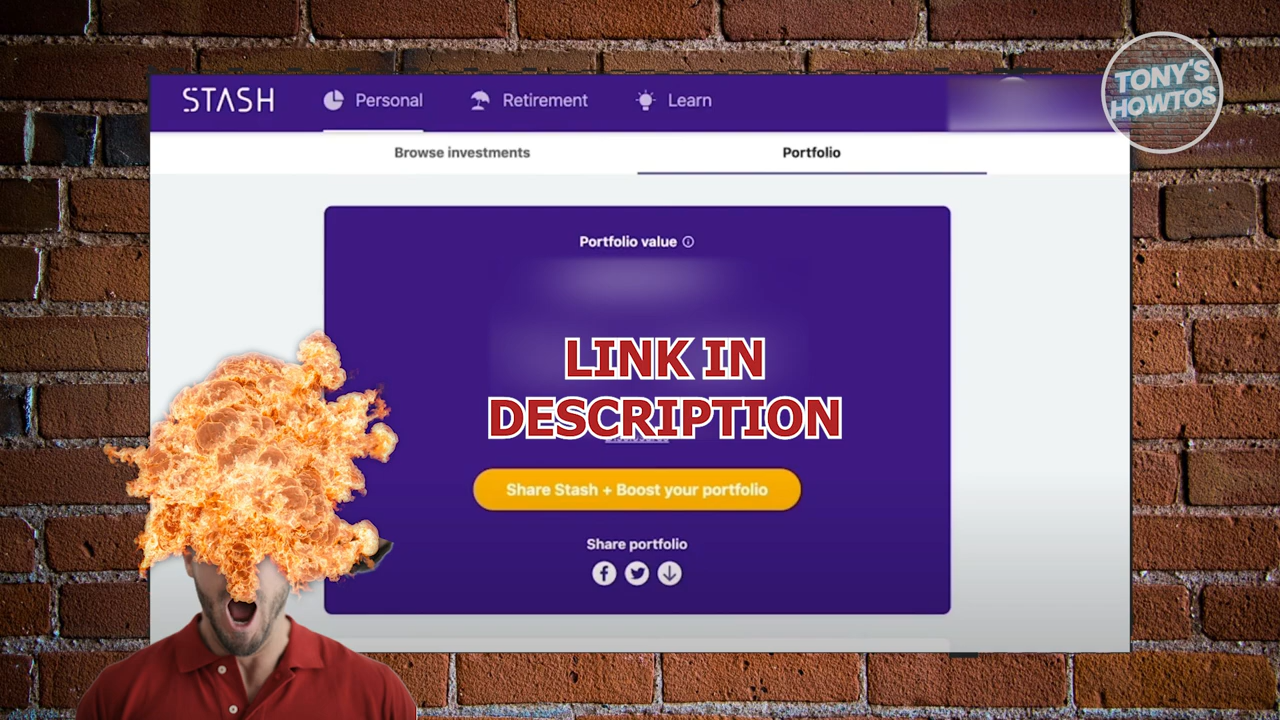 STASH
Personal
Retirement
Learn
TONY'S
HOWTOS
Browse investments
Portfolio
Portfolio value
LINK IN
DESCRIPTION
Share Stash + Boost your portfolio
Share portfolio